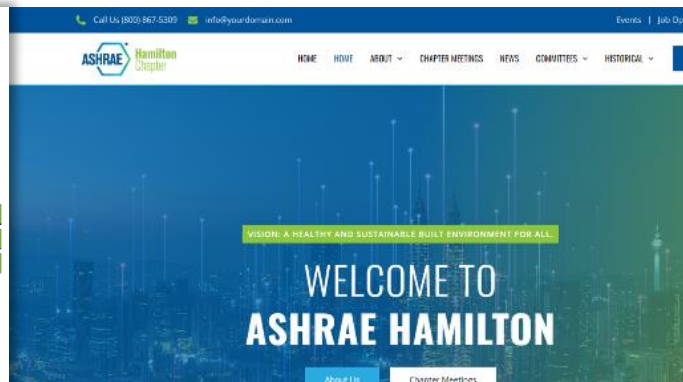 Call Us (800) 867-5309 info@yourdomain.com Events | Job Op
ASHRAE Hamilton
Chapter
HOME HOME ABOUT CHAPTER MEETINGS NEWS COMMITTEES HISTORICAL
VISION: A HEALTHY AND SUSTAINABLE BUILT ENVIRONMENT FOR ALL.
WELCOME TO
ASHRAE HAMILTON
About Us Chapter Meetings